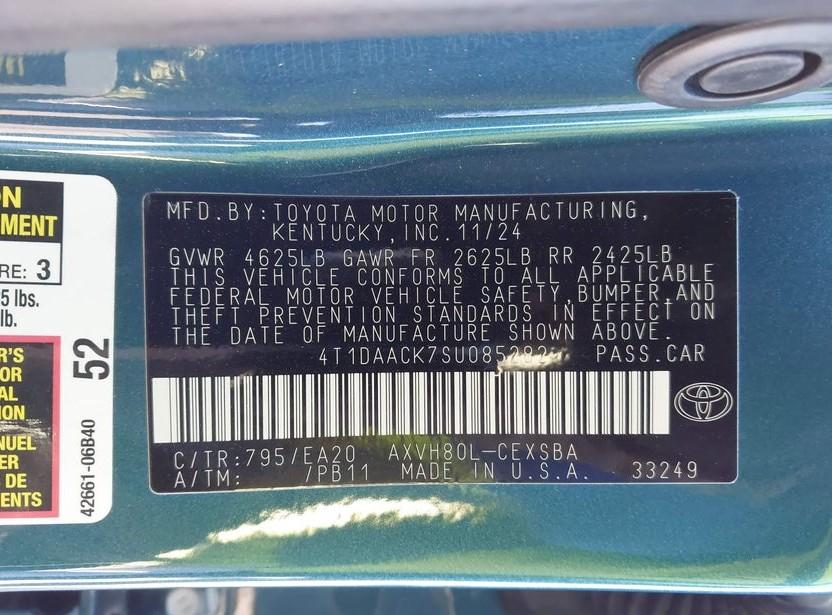 MFD.BY:TOYOTA MOTOR MANUFACTURING,
KENTUCKY,INC.11/24
GVWR 4625LB GAWR FR 2625LB RR 2425LB
THIS VEHICLE CONFORMS TO ALL APPLICABLE
FEDERAL MOTOR VEHICLE SAFETY,BUMPER,AND
THEFT PREVENTION STANDARDS IN EFFECT ON
THE DATE OF MANUFACTURE SHOWN ABOVE.
PASS.CAR
C/TR:795/EA20 AXVH80L-CEXSBA
A/TM: 7PB11 MADE IN U.S.A. 33249
ON
MENT
RE: 3
5 lbs.
lb.
52
42661-06B40
R'S
OR
AL
ION
NUEL
ER
DE
ENTS